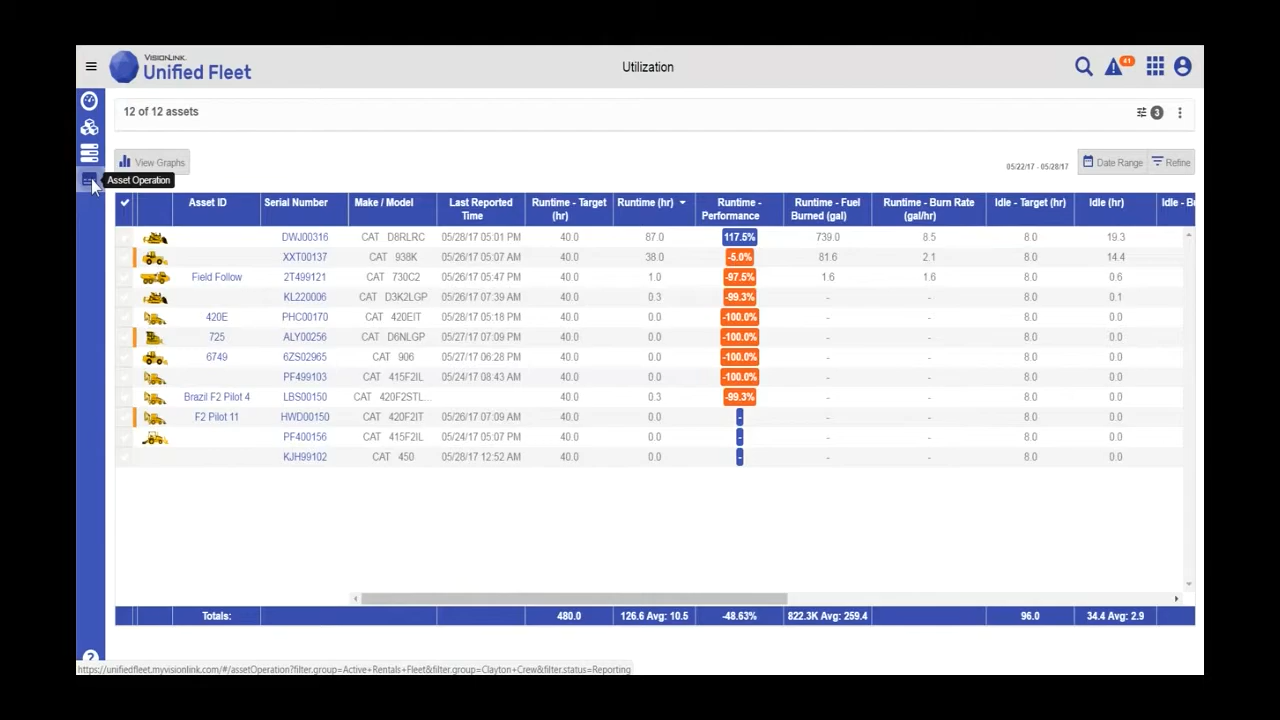 VISIONLINK.
Unified Fleet
Utilization
41
12 of 12 assets
3
View Graphs
05/22/17 - 05/28/17
Date Range
Refine
Asset Operation
Asset ID Serial Number Make / Model Last Reported Time Runtime - Target (hr) Runtime (hr) Runtime - Performance Runtime - Fuel Burned (gal) Runtime - Burn Rate (gal/hr) Idle - Target (hr) Idle (hr) Idle - Bu
DWJ00316 CAT D8RLRC 05/28/17 05:01 PM 40.0 87.0 117.5% 739.0 8.5 8.0 19.3
XXT00137 CAT 938K 05/26/17 05:07 AM 40.0 38.0 -5.0% 81.6 2.1 8.0 14.4
Field Follow 2T499121 CAT 730C2 05/26/17 05:47 PM 40.0 1.0 -97.5% 1.6 1.6 8.0 0.6
KL220006 CAT D3K2LGP 05/26/17 07:39 AM 40.0 0.3 -99.3% - - 8.0 0.1
420E PHC00170 CAT 420EIT 05/28/17 05:18 PM 40.0 0.0 -100.0% - - 8.0 0.0
725 ALY00256 CAT D6NLGP 05/27/17 07:09 PM 40.0 0.0 -100.0% - - 8.0 0.0
6749 6ZS02965 CAT 906 05/27/17 06:28 PM 40.0 0.0 -100.0% - - 8.0 0.0
PF499103 CAT 415F2IL 05/24/17 08:43 AM 40.0 0.0 -100.0% - - 8.0 0.0
Brazil F2 Pilot 4 LBS00150 CAT 420F2STL... 40.0 0.3 -99.3% - - 8.0 0.0
F2 Pilot 11 HWD00150 CAT 420F2IT 05/26/17 07:09 AM 40.0 0.0 - - - 8.0 0.0
PF400156 CAT 415F2IL 05/24/17 05:07 PM 40.0 0.0 - - - 8.0 0.0
KJH99102 CAT 450 05/28/17 12:52 AM 40.0 0.0 - - - 8.0 0.0
Totals: 480.0 126.6 Avg: 10.5 -48.63% 822.3K Avg: 259.4 96.0 34.4 Avg: 2.9
?
https://unifiedfleet.myvisionlink.com/#/assetOperation?filter.group=Active+Rentals+Fleet&filter.group=Clayton+Crew&filter.status=Reporting